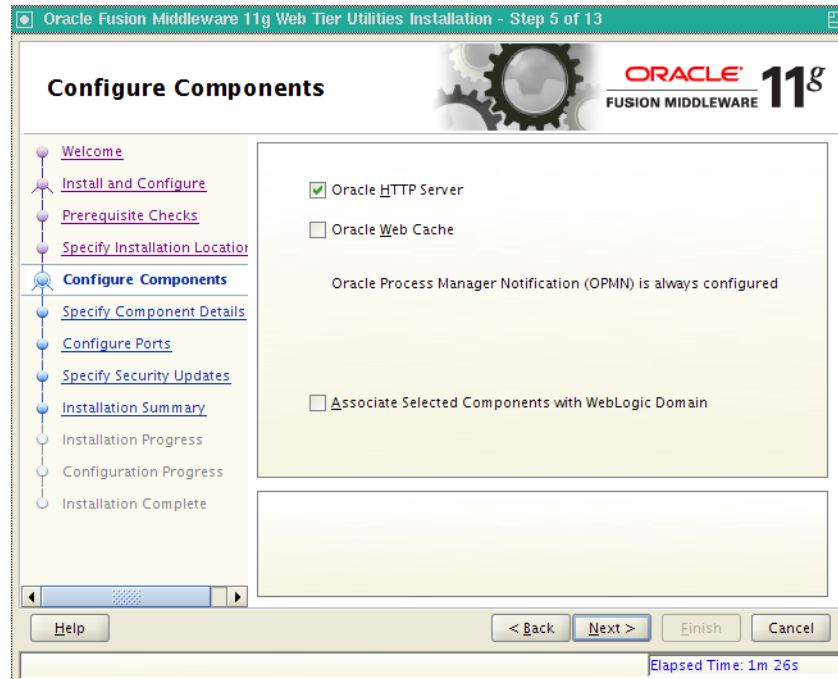 Oracle Fusion Middleware 11g Web Tier Utilities Installation - Step 5 of 13
Configure Components
ORACLE
FUSION MIDDLEWARE
11g
Welcome
Install and Configure
Prerequisite Checks
Specify Installation Location
Configure Components
Specify Component Details
Configure Ports
Specify Security Updates
Installation Summary
Installation Progress
Configuration Progress
Installation Complete
Oracle HTTP Server
Oracle Web Cache
Oracle Process Manager Notification (OPMN) is always configured
Associate Selected Components with WebLogic Domain
Help
< Back
Next >
Finish
Cancel
Elapsed Time: 1m 26s